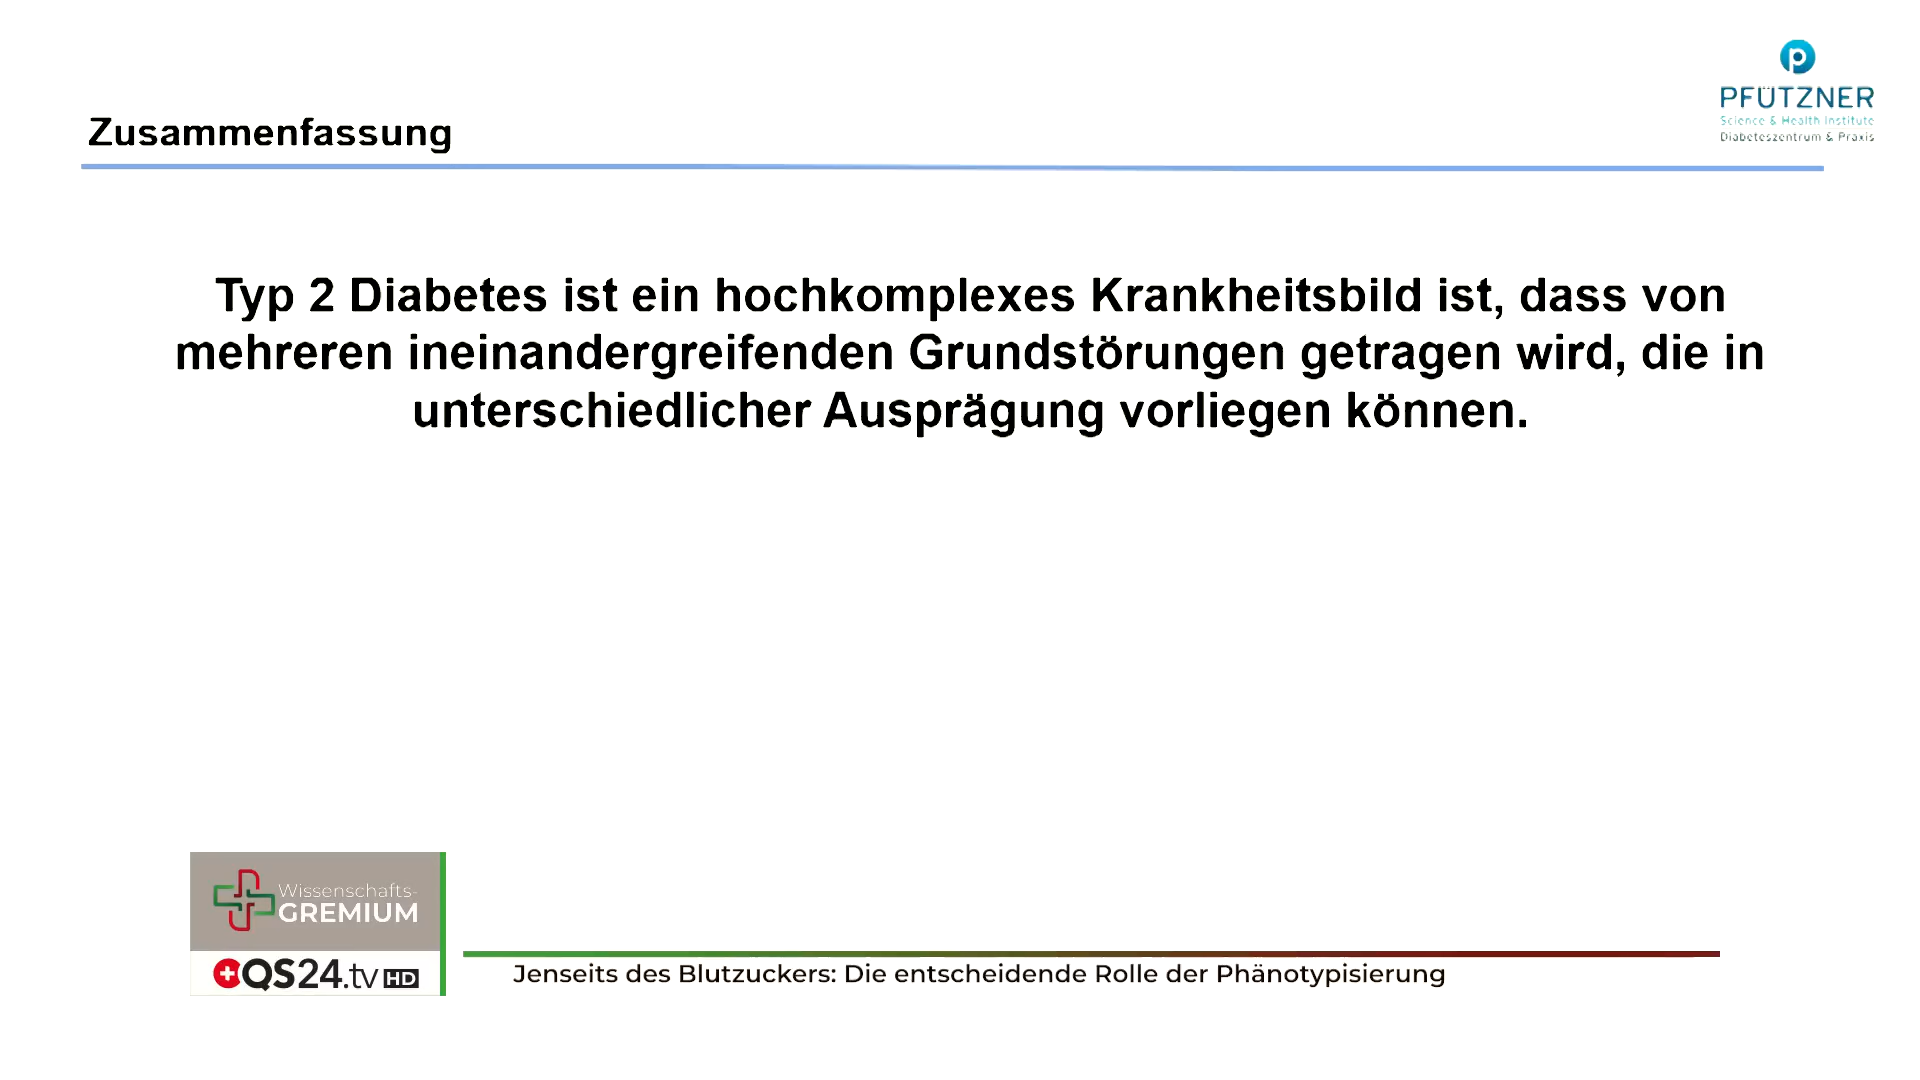 PFÜTZNER
Science & Health Institute
Diabeteszentrum & Praxis
Zusammenfassung
Typ 2 Diabetes ist ein hochkomplexes Krankheitsbild ist, dass von
mehreren ineinandergreifenden Grundstörungen getragen wird, die in
unterschiedlicher Ausprägung vorliegen können.
Wissenschafts-
GREMIUM
QS24.tv HD
Jenseits des Blutzuckers: Die entscheidende Rolle der Phänotypisierung